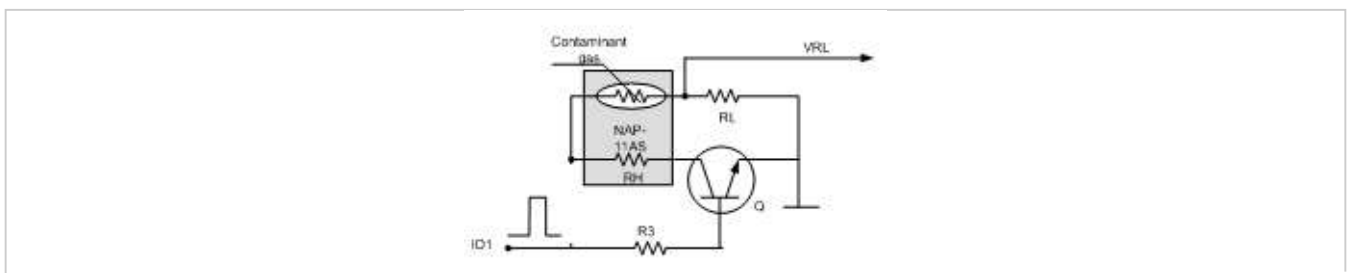 Contaminant
gas
VRL
RL
NAP-
11AS
RH
Q
R3
IO1